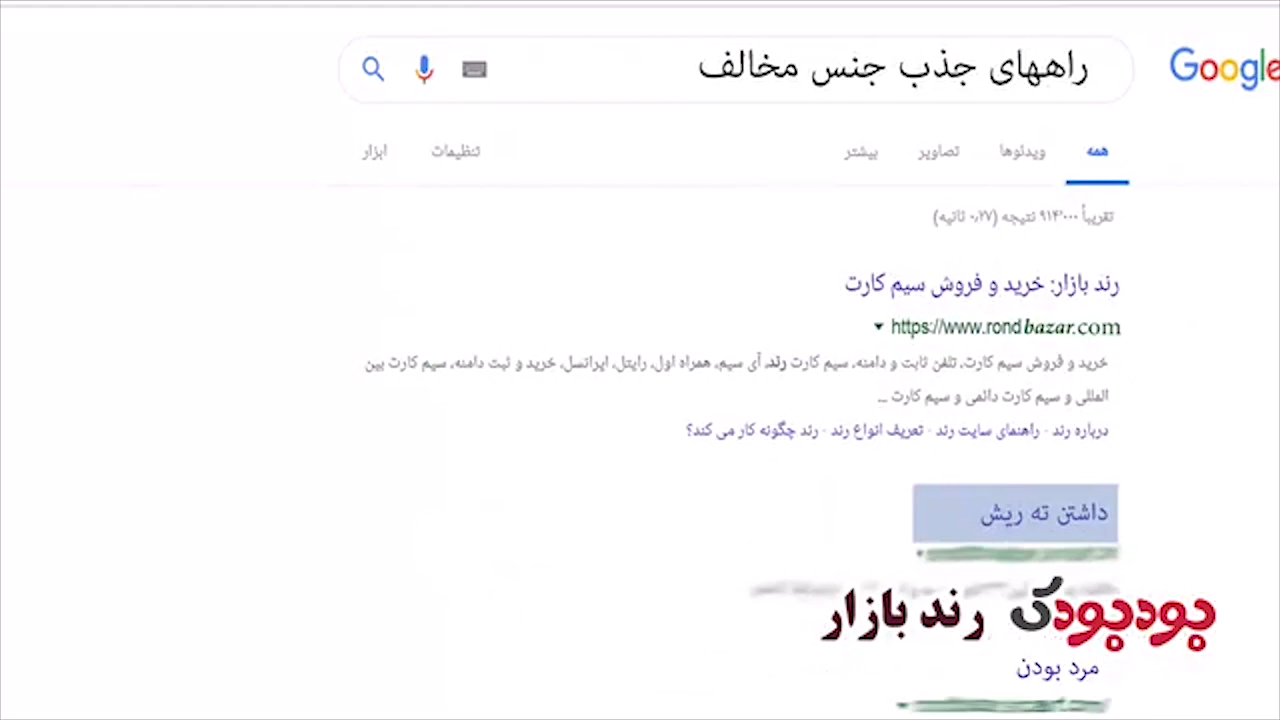 راههای جذب جنس مخالف
Google
همه ویدئوها تصاویر بیشتر تنظیمات ابزار
تقریباً ۹۱۴٬۰۰۰ نتیجه (۰٫۲۷ ثانیه)
رند بازار: خرید و فروش سیم کارت
https://www.rondbazar.com
خرید و فروش سیم کارت، تلفن ثابت و دامنه، سیم کارت رند، آی سیم، همراه اول، رایتل، ایرانسل، خرید و ثبت دامنه، سیم کارت بین
المللی و سیم کارت دائمی و سیم کارت ...
درباره رند - راهنمای سایت رند - تعریف انواع رند - رند چگونه کار می کند؟
داشتن ته ریش
بودبودک رند بازار
مرد بودن